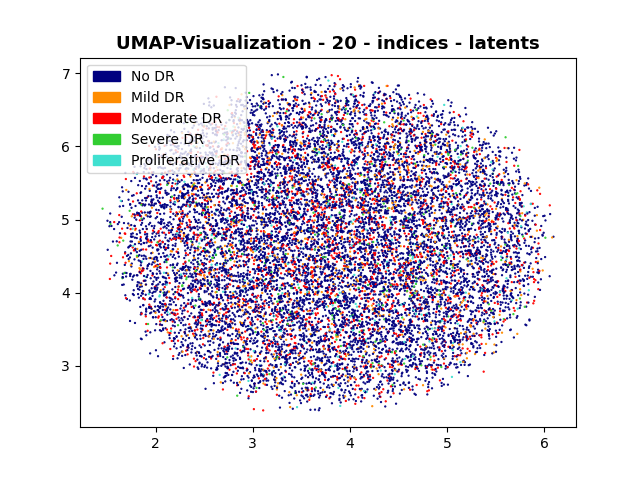 UMAP-Visualization - 20 - indices - latents
No DR
Mild DR
Moderate DR
Severe DR
Proliferative DR
7
6
5
4
3
2
3
4
5
6